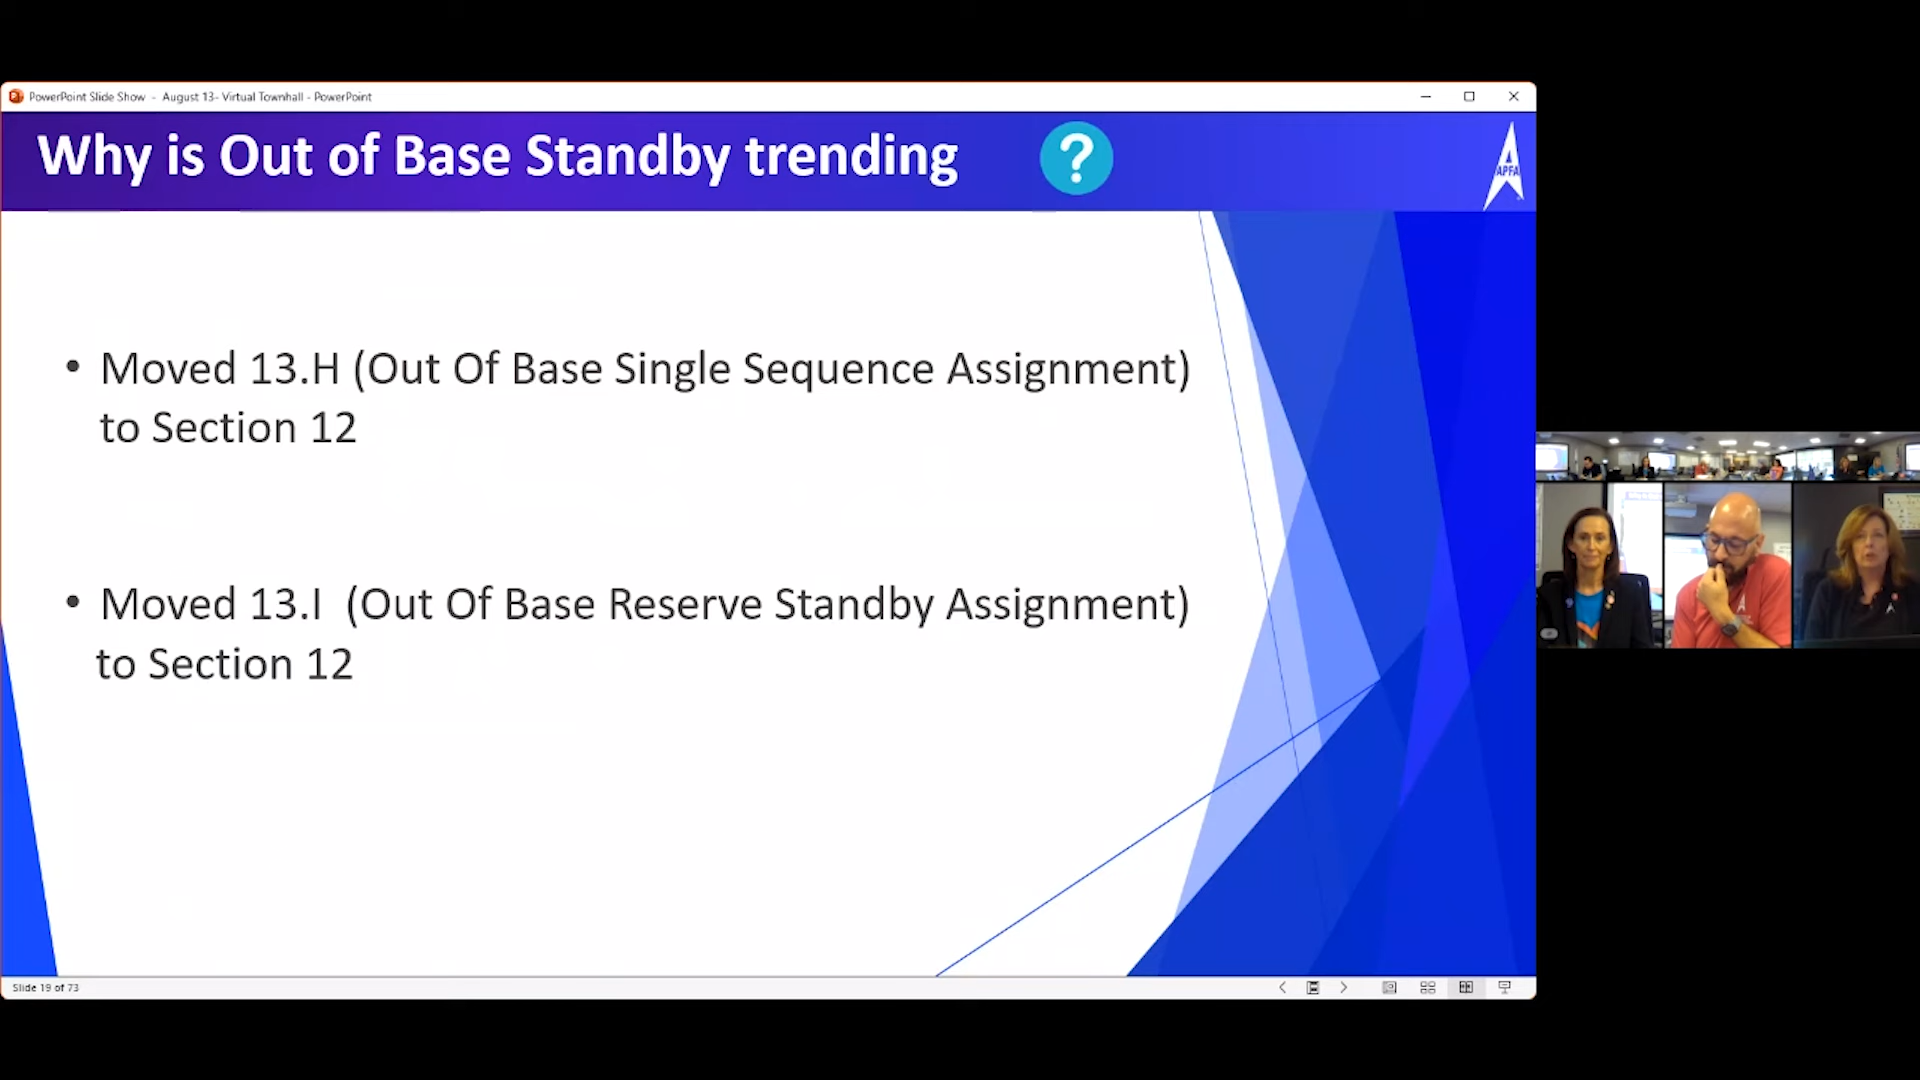 PowerPoint Slide Show - August 13- Virtual Townhall - PowerPoint
Why is Out of Base Standby trending
?
APFA
• Moved 13.H (Out Of Base Single Sequence Assignment)
to Section 12
• Moved 13.I (Out Of Base Reserve Standby Assignment)
to Section 12
Slide 19 of 73